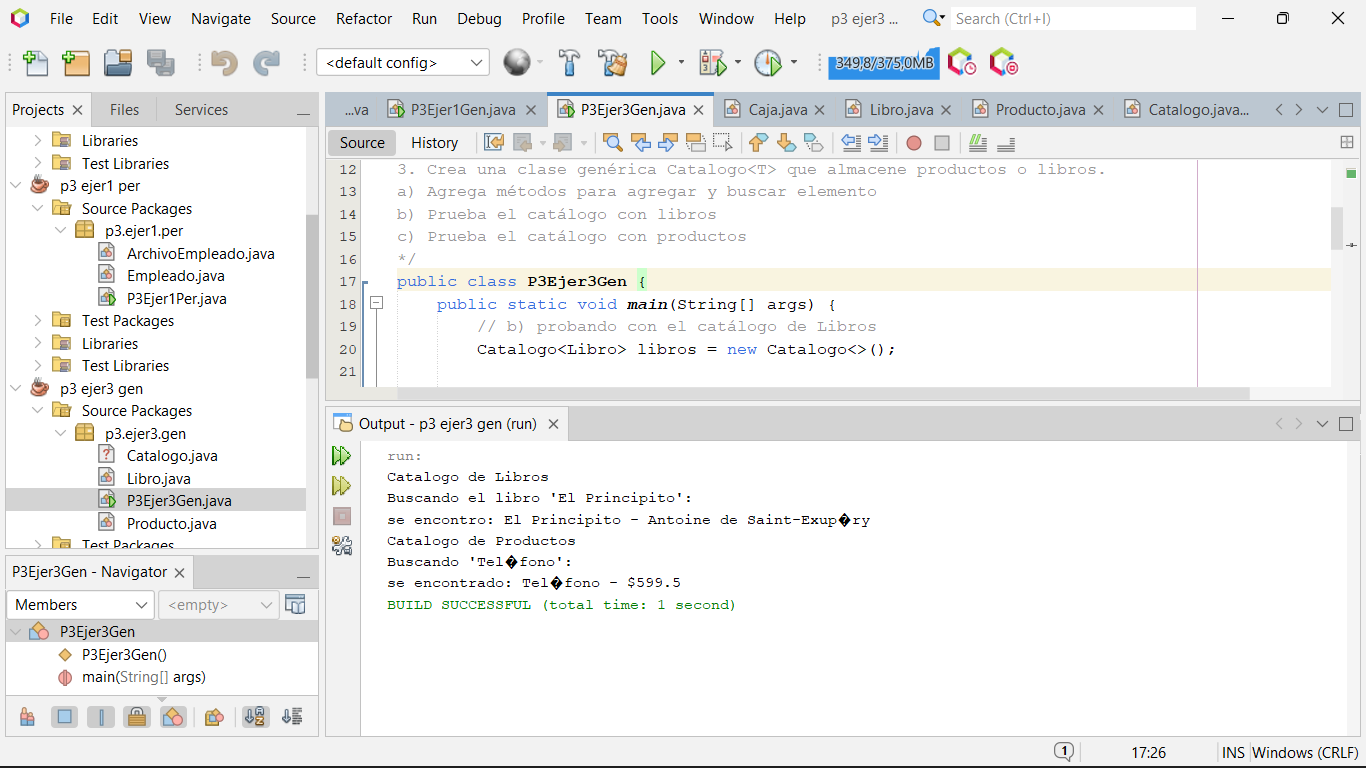 File Edit View Navigate Source Refactor Run Debug Profile Team Tools Window Help p3 ejer3 ... Search (Ctrl+I)
<default config> 349,8/375,0MB
Projects Files Services
Libraries
Test Libraries
p3 ejer1 per
Source Packages
p3.ejer1.per
ArchivoEmpleado.java
Empleado.java
P3Ejer1Per.java
Test Packages
Libraries
Test Libraries
p3 ejer3 gen
Source Packages
p3.ejer3.gen
Catalogo.java
Libro.java
P3Ejer3Gen.java
Producto.java
Test Packages
P3Ejer3Gen - Navigator
Members <empty>
P3Ejer3Gen
P3Ejer3Gen()
main(String[] args)
...va P3Ejer1Gen.java P3Ejer3Gen.java Caja.java Libro.java Producto.java Catalogo.java...
Source History
12 3. Crea una clase genérica Catalogo<T> que almacene productos o libros.
13 a) Agrega métodos para agregar y buscar elemento
14 b) Prueba el catálogo con libros
15 c) Prueba el catálogo con productos
16 */
17 public class P3Ejer3Gen {
18 public static void main(String[] args) {
19 // b) probando con el catálogo de Libros
20 Catalogo<Libro> libros = new Catalogo<>();
21
Output - p3 ejer3 gen (run)
run:
Catalogo de Libros
Buscando el libro 'El Principito':
se encontro: El Principito - Antoine de Saint-Exup�ry
Catalogo de Productos
Buscando 'Tel�fono':
se encontrado: Tel�fono - $599.5
BUILD SUCCESSFUL (total time: 1 second)
1 17:26 INS Windows (CRLF)